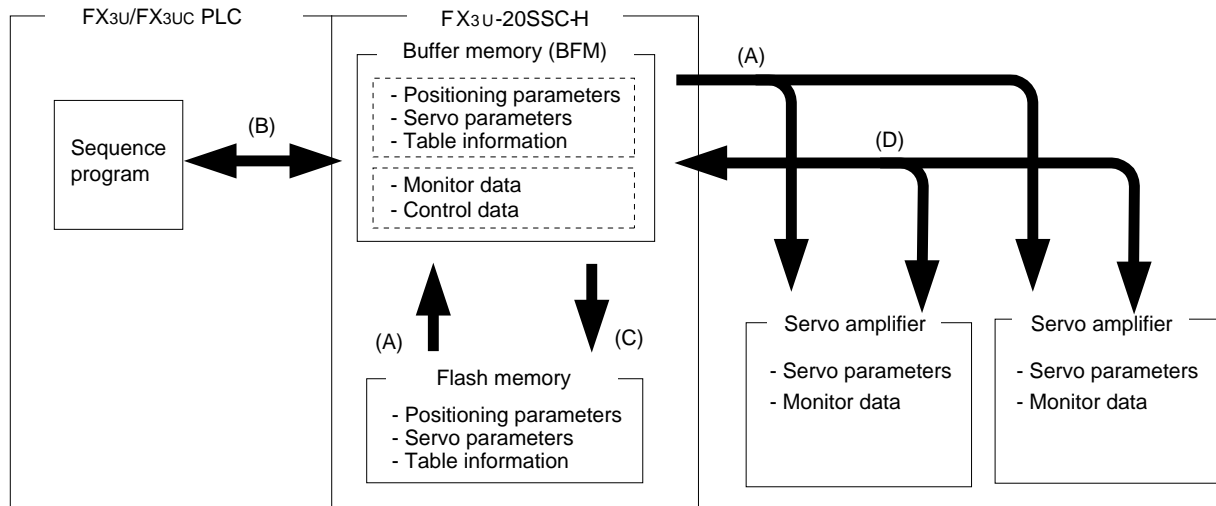 FX3U/FX3UC PLC
FX3U-20SSC-H
Buffer memory (BFM)
- Positioning parameters
- Servo parameters
- Table information
- Monitor data
- Control data
Sequence
program
(B)
(A)
(D)
(A)
(C)
Flash memory
- Positioning parameters
- Servo parameters
- Table information
Servo amplifier
- Servo parameters
- Monitor data
Servo amplifier
- Servo parameters
- Monitor data